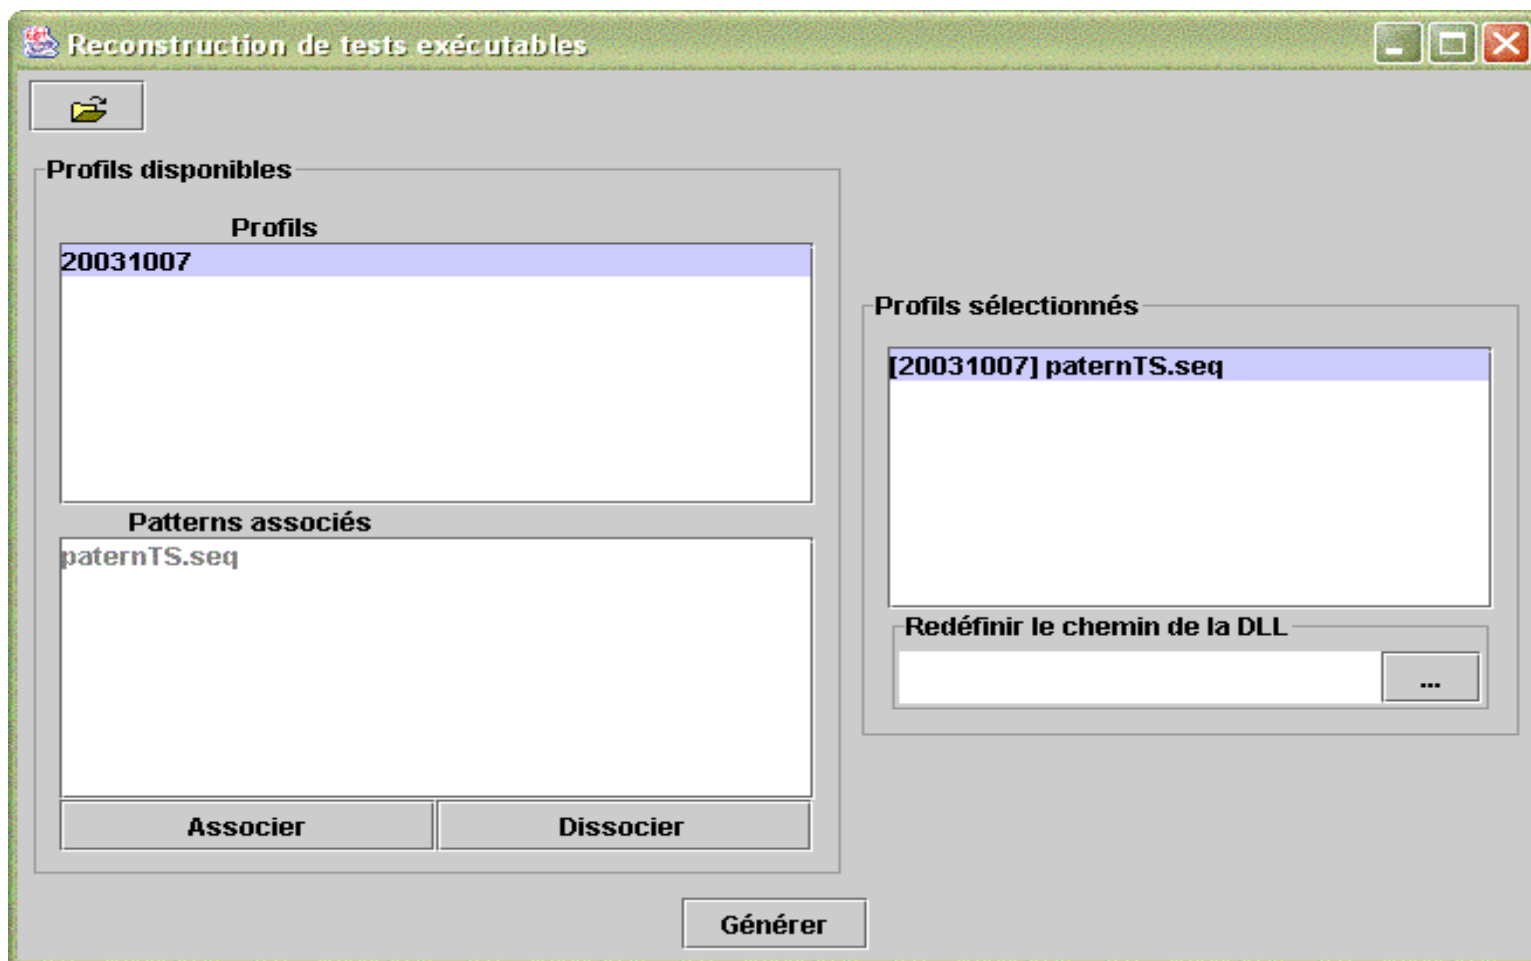 Reconstruction de tests exécutables
Profils disponibles
Profils
20031007
Patterns associés
paternTS.seq
Associer
Dissocier
Profils sélectionnés
[20031007] paternTS.seq
Redéfinir le chemin de la DLL
...
Générer